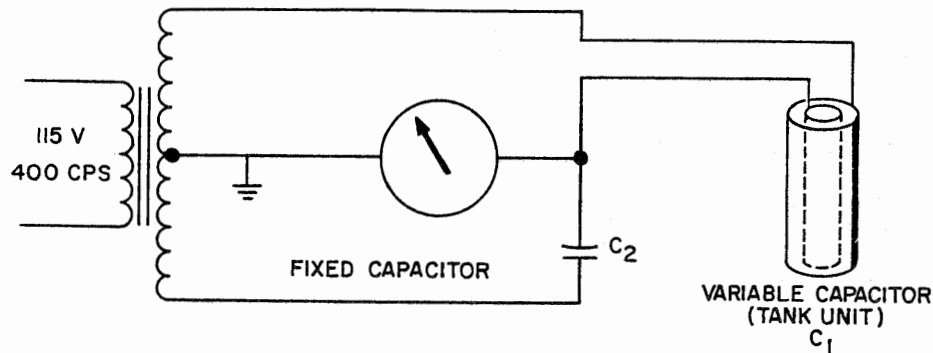 115 V
400 CPS
FIXED CAPACITOR
C2
VARIABLE CAPACITOR
(TANK UNIT)
C1